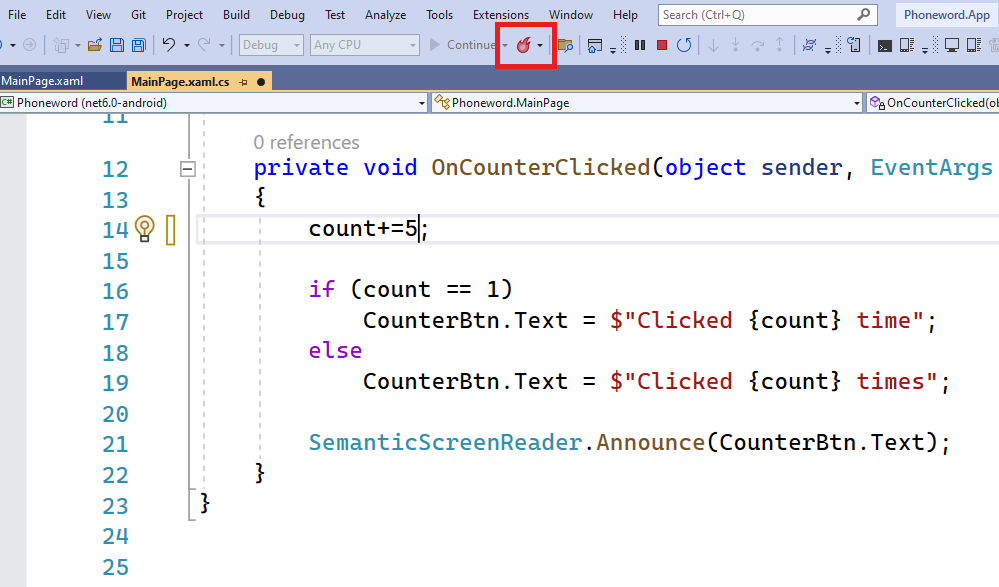 File Edit View Git Project Build Debug Test Analyze Tools Extensions Window Help Search (Ctrl+Q) Phoneword.App
Debug Any CPU Continue
MainPage.xaml MainPage.xaml.cs
C# Phoneword (net6.0-android) Phoneword.MainPage OnCounterClicked(ob
11
0 references
12 private void OnCounterClicked(object sender, EventArgs
13 {
14 count+=5;
15
16 if (count == 1)
17 CounterBtn.Text = $"Clicked {count} time";
18 else
19 CounterBtn.Text = $"Clicked {count} times";
20
21 SemanticScreenReader.Announce(CounterBtn.Text);
22 }
23 }
24
25